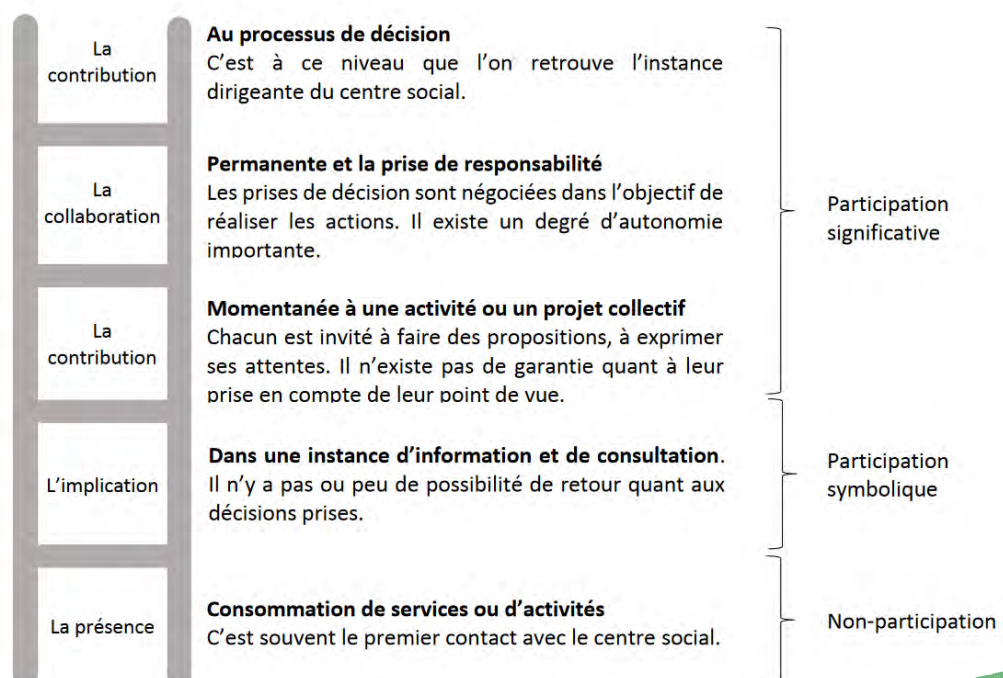 La
contribution
Au processus de décision
C'est à ce niveau que l'on retrouve l'instance
dirigeante du centre social.
La
collaboration
Permanente et la prise de responsabilité
Les prises de décision sont négociées dans l'objectif de
réaliser les actions. Il existe un degré d'autonomie
importante.
Participation
significative
La
contribution
Momentanée à une activité ou un projet collectif
Chacun est invité à faire des propositions, à exprimer
ses attentes. Il n'existe pas de garantie quant à leur
prise en compte de leur point de vue.
L'implication
Dans une instance d'information et de consultation.
Il n'y a pas ou peu de possibilité de retour quant aux
décisions prises.
Participation
symbolique
La présence
Consommation de services ou d'activités
C'est souvent le premier contact avec le centre social.
Non-participation